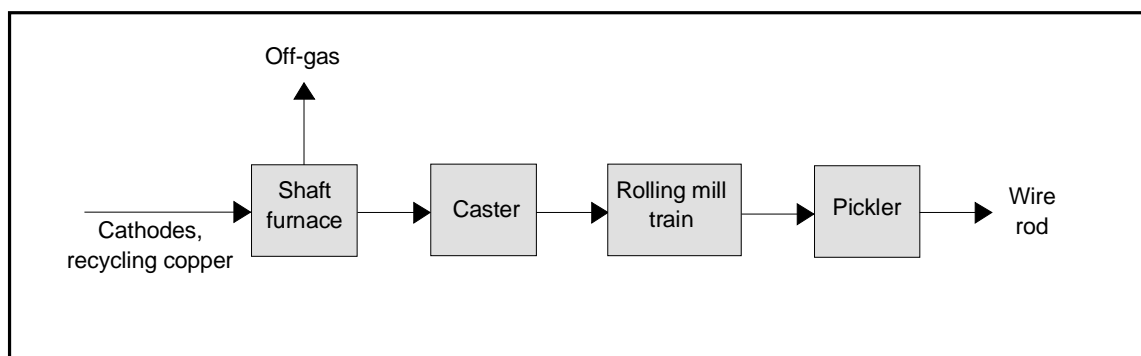 Off-gas
Cathodes,
recycling copper
Shaft
furnace
Caster
Rolling mill
train
Pickler
Wire
rod